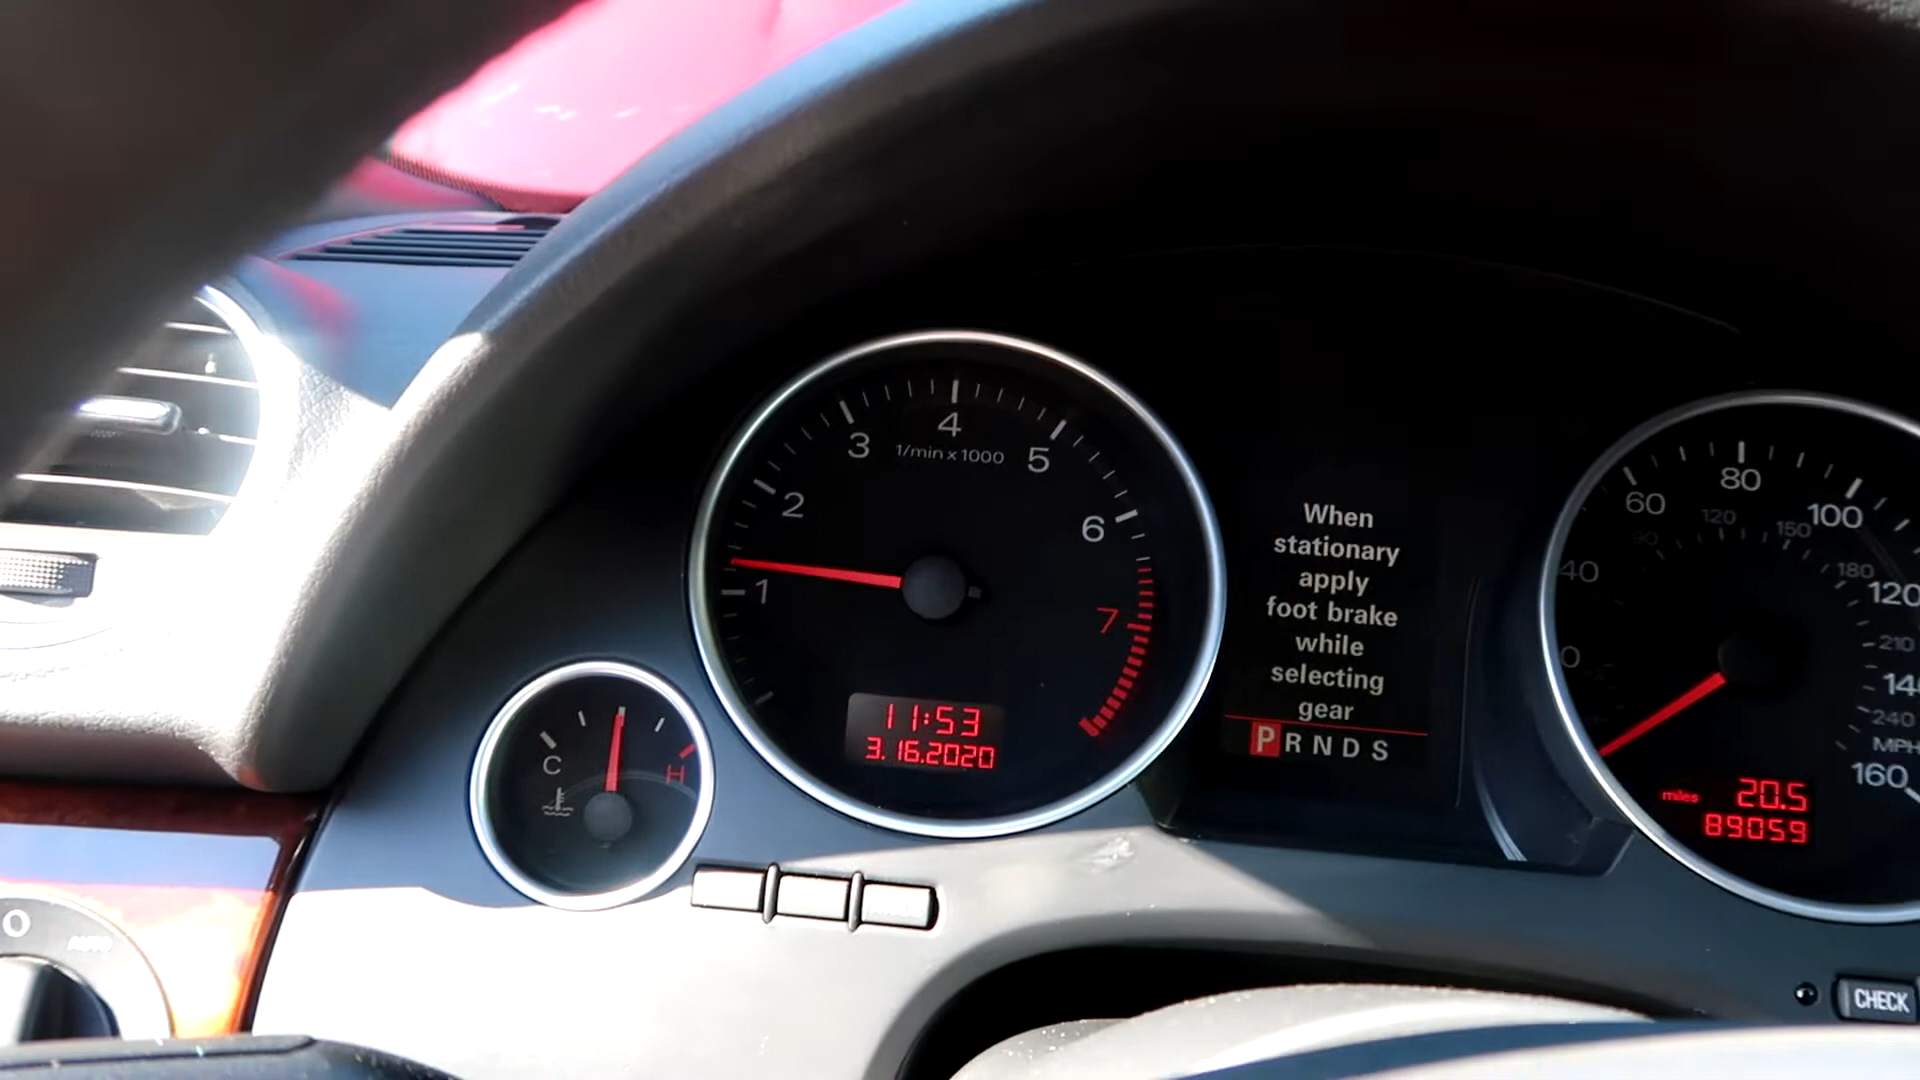 4
3
5
1/min x 1000
2
6
1
7
11:53
3.16.2020
C
H
When
stationary
apply
foot brake
while
selecting
gear
P R N D S
80
60
100
120
150
90
40
180
120
210
140
240
MPH
160
miles 20.5
89059
O
AUTO
CHECK